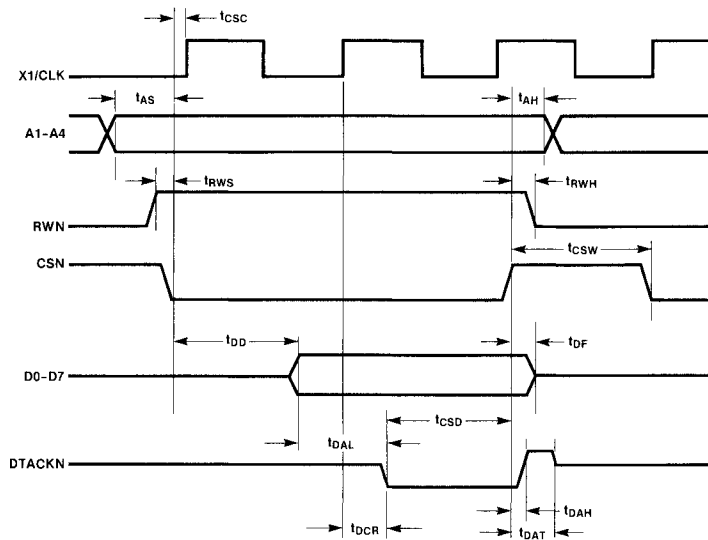 tCSC
X1/CLK
tAS
tAH
A1–A4
tRWS
tRWH
RWN
tCSW
CSN
tDD
tDF
D0–D7
tCSD
tDAL
DTACKN
tDAH
tDCR
tDAT